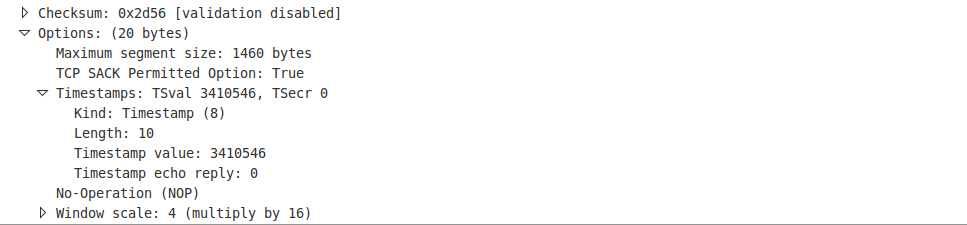 Checksum: 0x2d56 [validation disabled]
Options: (20 bytes)
Maximum segment size: 1460 bytes
TCP SACK Permitted Option: True
Timestamps: TSval 3410546, TSecr 0
Kind: Timestamp (8)
Length: 10
Timestamp value: 3410546
Timestamp echo reply: 0
No-Operation (NOP)
Window scale: 4 (multiply by 16)